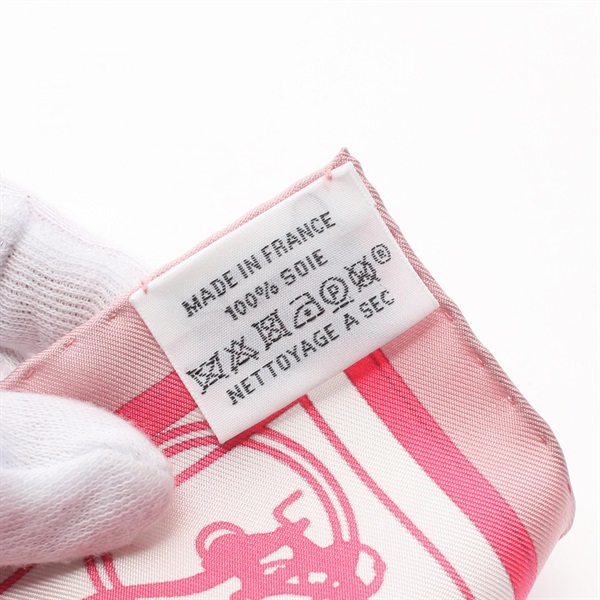 MADE IN FRANCE
100% SOIE
NETTOYAGE A SEC